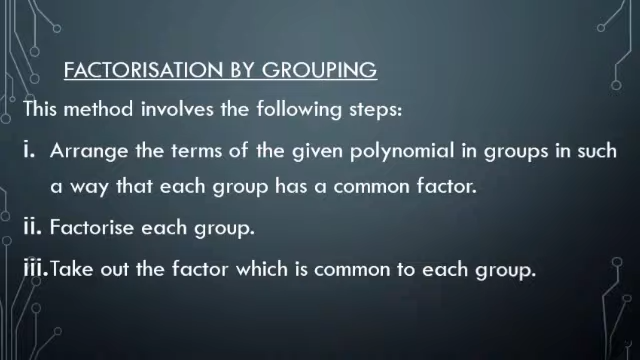 FACTORISATION BY GROUPING
This method involves the following steps:
i. Arrange the terms of the given polynomial in groups in such
a way that each group has a common factor.
ii. Factorise each group.
iii.Take out the factor which is common to each group.